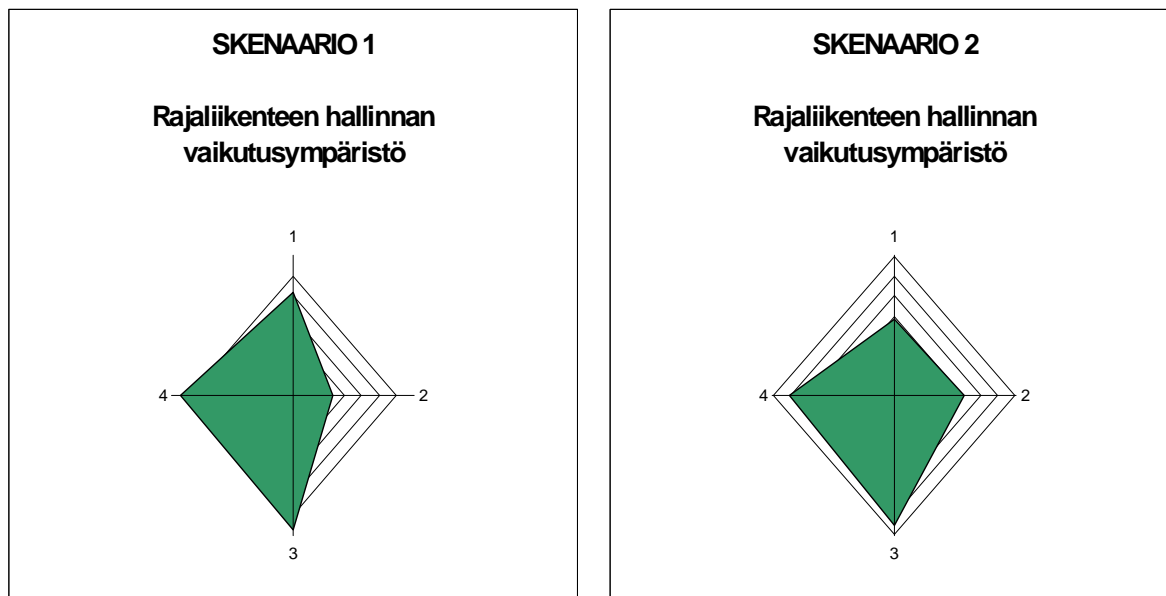 SKENAARIO 1
Rajaliikenteen hallinnan
vaikutusympäristö
1
4
2
3
SKENAARIO 2
Rajaliikenteen hallinnan
vaikutusympäristö
1
4
2
3